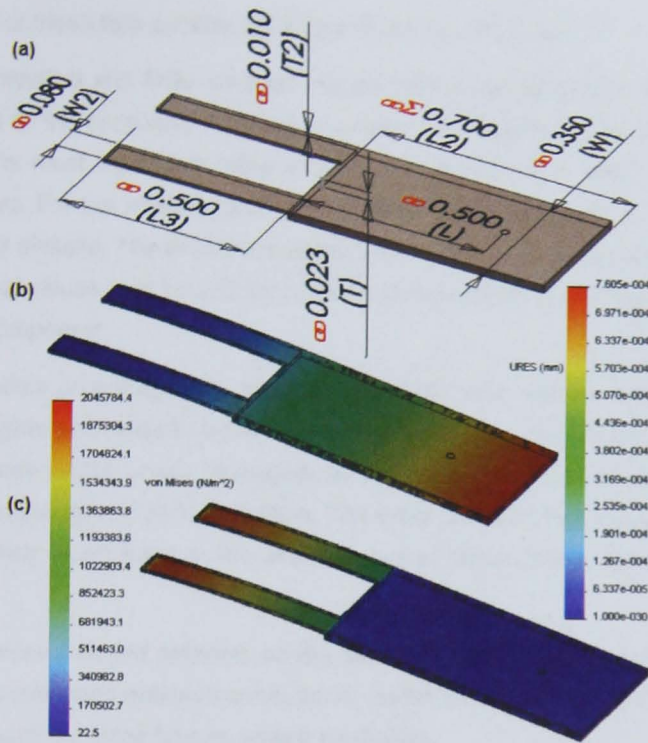 (a)
0.080
(W2)
0.010
(T2)
Σ 0.700
(L2)
0.350
(W)
0.500
(L3)
0.500
(L)
0.023
(T)
(b)
URES (mm)
7.605e-004
6.971e-004
6.337e-004
5.703e-004
5.070e-004
4.436e-004
3.802e-004
3.169e-004
2.535e-004
1.901e-004
1.267e-004
6.337e-005
1.000e-030
(c)
von Mises (N/m^2)
2045784.4
1875304.3
1704824.1
1534343.9
1363863.8
1193383.6
1022903.4
852423.3
681943.1
511463.0
340982.8
170502.7
22.5